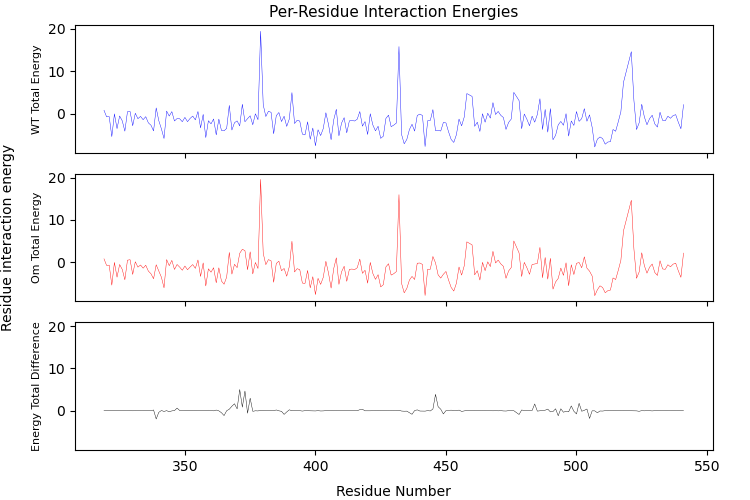 Per-Residue Interaction Energies
Residue interaction energy
WT Total Energy
20
10
0
Om Total Energy
20
10
0
Energy Total Difference
20
10
0
350 400 450 500 550
Residue Number